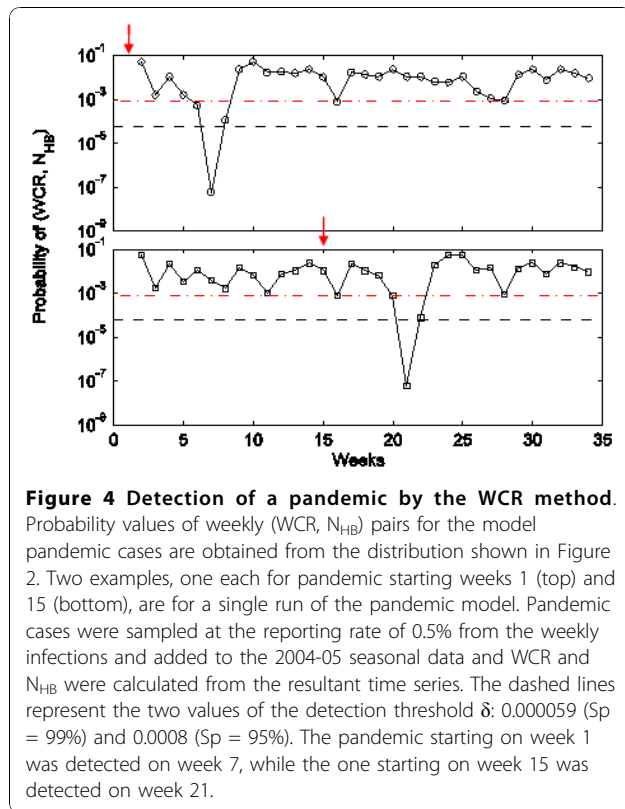 10^-1
10^-3
10^-5
10^-7
10^-9
10^-1
10^-3
10^-5
10^-7
10^-9
Probability of (WCR, N_HB)
0 5 10 15 20 25 30 35
Weeks
Figure 4 Detection of a pandemic by the WCR method.
Probability values of weekly (WCR, N_HB) pairs for the model
pandemic cases are obtained from the distribution shown in Figure
2. Two examples, one each for pandemic starting weeks 1 (top) and
15 (bottom), are for a single run of the pandemic model. Pandemic
cases were sampled at the reporting rate of 0.5% from the weekly
infections and added to the 2004-05 seasonal data and WCR and
N_HB were calculated from the resultant time series. The dashed lines
represent the two values of the detection threshold δ: 0.000059 (Sp
= 99%) and 0.0008 (Sp = 95%). The pandemic starting on week 1
was detected on week 7, while the one starting on week 15 was
detected on week 21.